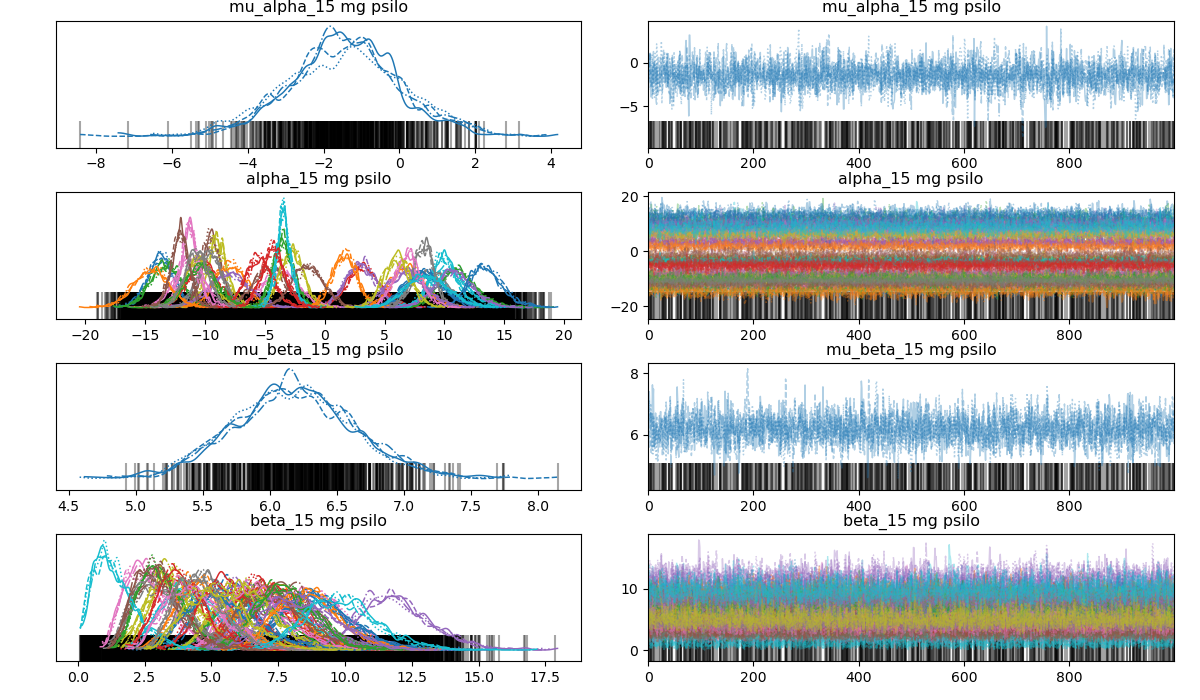 mu_alpha_15 mg psilo
mu_alpha_15 mg psilo
0
−5
−8 −6 −4 −2 0 2 4
0 200 400 600 800
alpha_15 mg psilo
alpha_15 mg psilo
20
0
−20
−20 −15 −10 −5 0 5 10 15 20
0 200 400 600 800
mu_beta_15 mg psilo
mu_beta_15 mg psilo
8
6
4.5 5.0 5.5 6.0 6.5 7.0 7.5 8.0
0 200 400 600 800
beta_15 mg psilo
beta_15 mg psilo
10
0
0.0 2.5 5.0 7.5 10.0 12.5 15.0 17.5
0 200 400 600 800